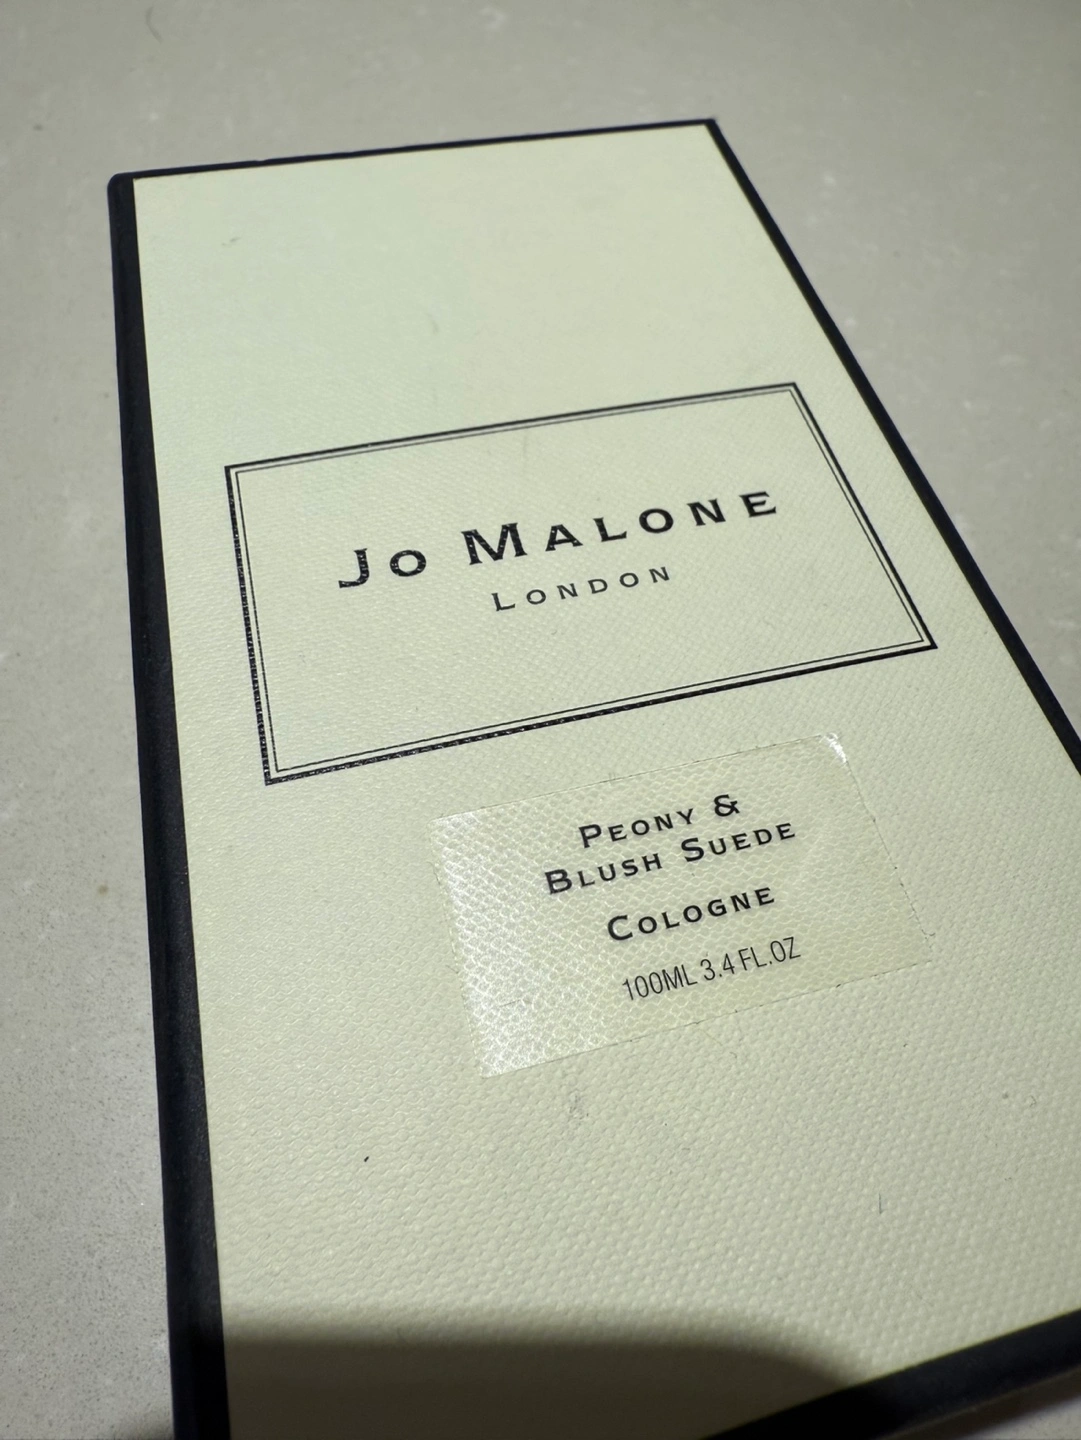 Jo Malone
London
Peony &
Blush Suede
Cologne
100ML 3.4 FL.OZ